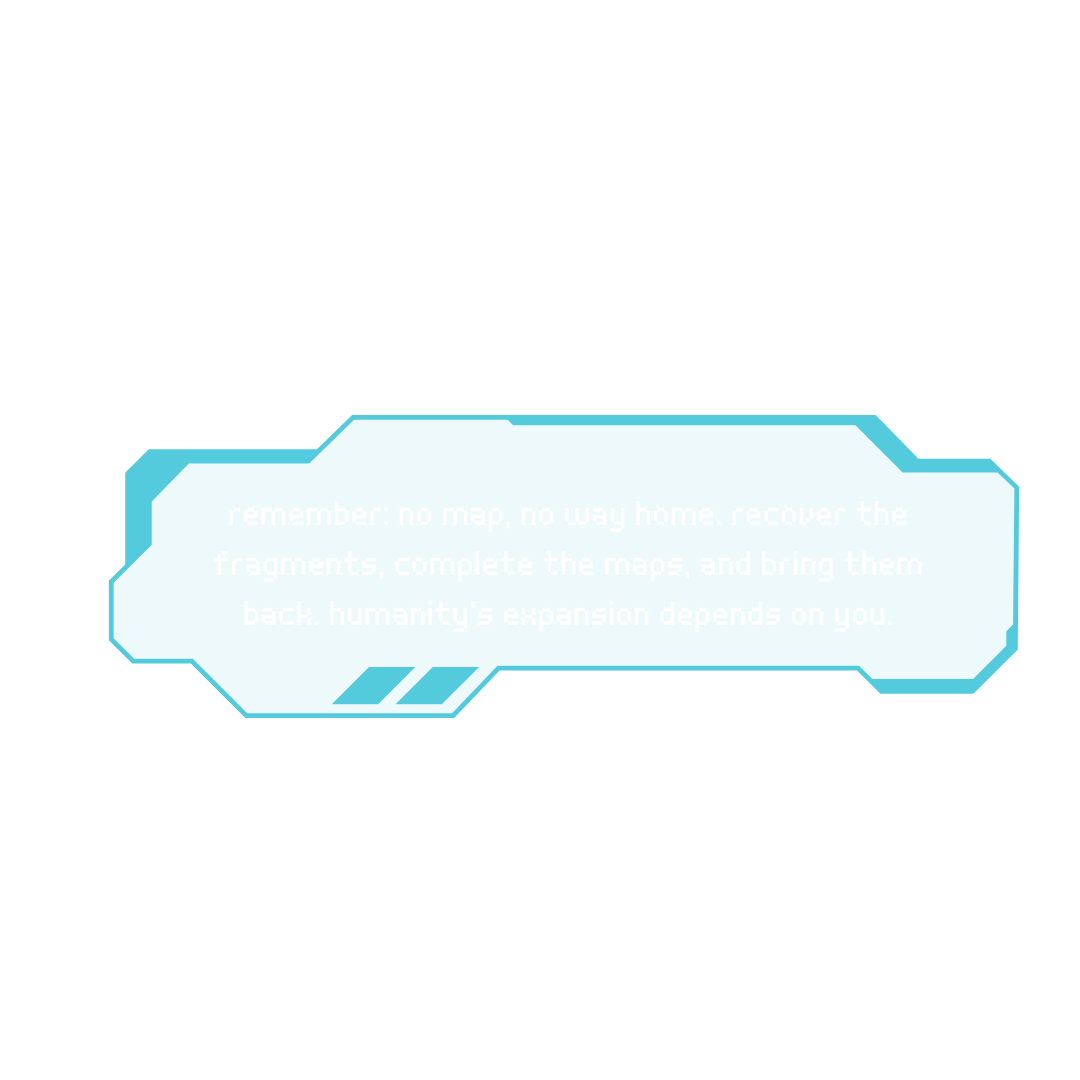 remember: no map, no way home. recover the
fragments, complete the maps, and bring them
back. humanity's expansion depends on you.